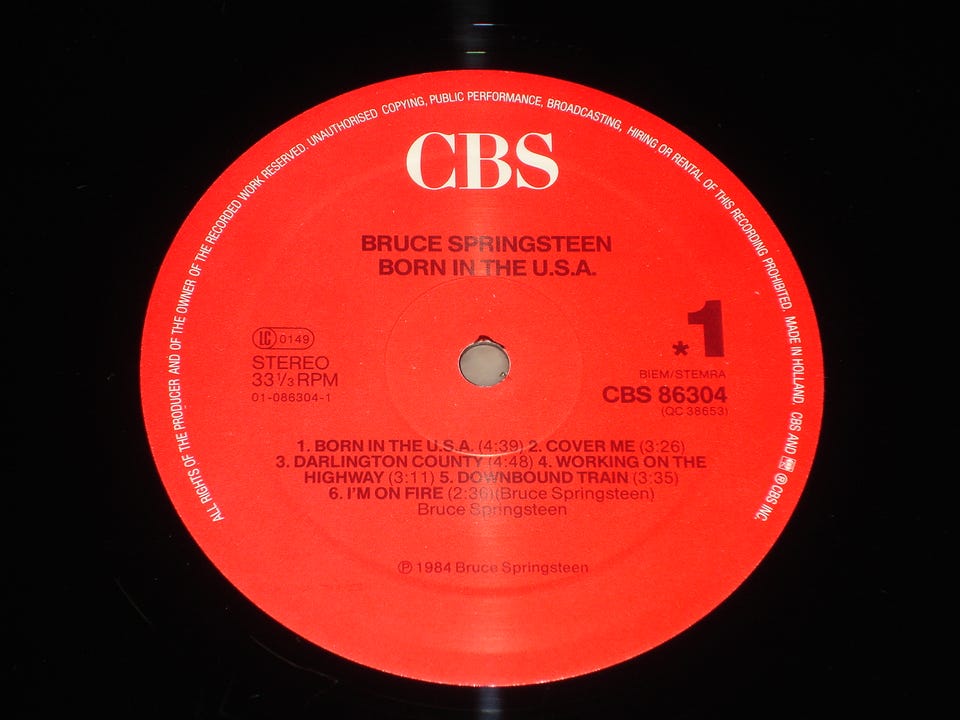 ALL RIGHTS OF THE PRODUCER AND OF THE OWNER OF THE RECORDED WORK RESERVED. UNAUTHORISED COPYING, PUBLIC PERFORMANCE, BROADCASTING, HIRING OR RENTAL OF THIS RECORDING PROHIBITED. MADE IN HOLLAND. CBS AND ℗ CBS INC.
CBS
BRUCE SPRINGSTEEN
BORN IN THE U.S.A.
LC 0149
STEREO
33 1/3 RPM
01-086304-1
*1
BIEM/STEMRA
CBS 86304
(QC 38653)
1. BORN IN THE U.S.A. (4:39) 2. COVER ME (3:26)
3. DARLINGTON COUNTY (4:48) 4. WORKING ON THE
HIGHWAY (3:11) 5. DOWNBOUND TRAIN (3:35)
6. I'M ON FIRE (2:36)(Bruce Springsteen)
Bruce Springsteen
℗ 1984 Bruce Springsteen